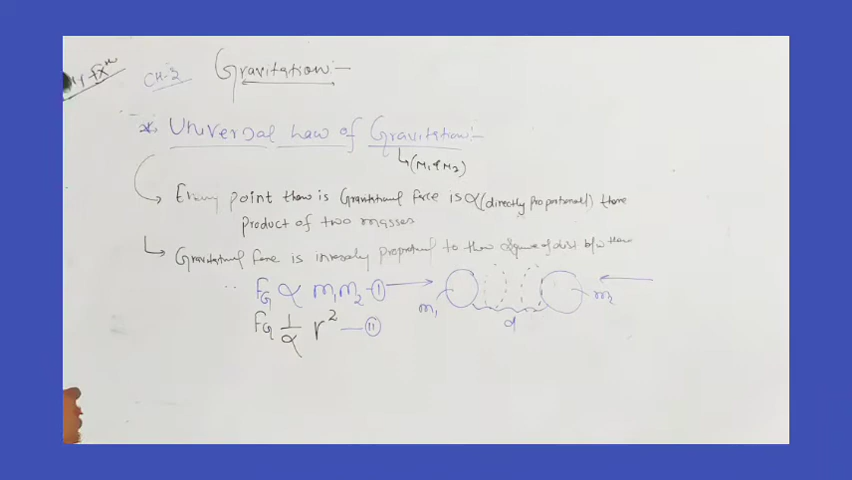 CH-3 Gravitation:-
* Universal Law of Gravitation:-
(M1 & M2)
Every point there is Gravitational force is α (directly proportional) there
product of two masses
Gravitational force is inversely proportional to the square of dist b/w them
FG α m1m2 - (I)
m1 m2
d
FG 1/α r² - (II)